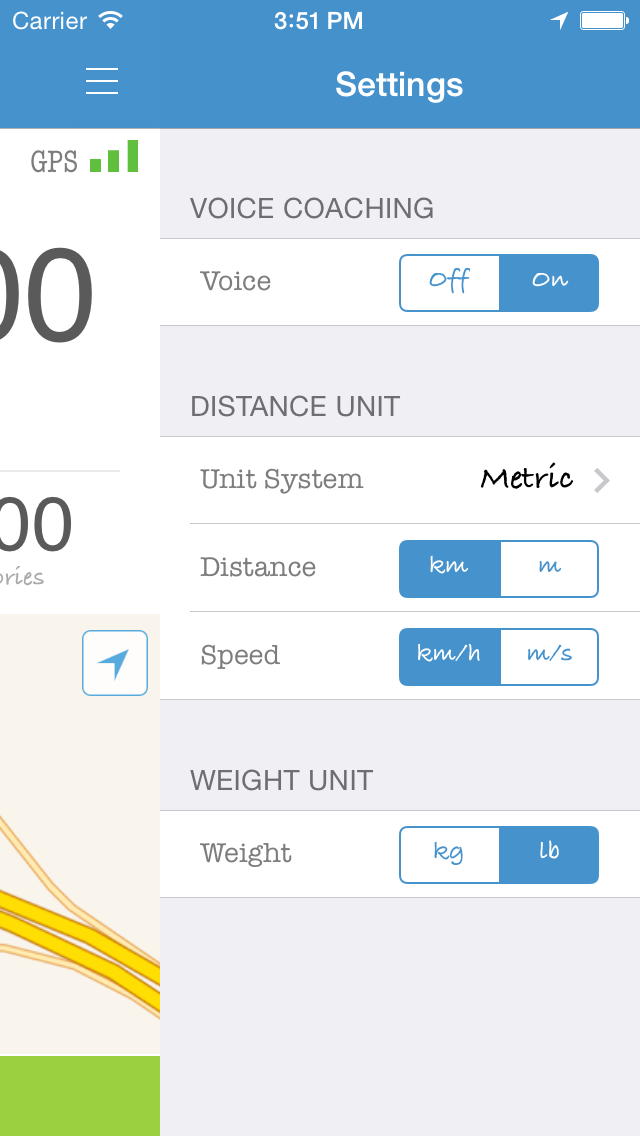 Carrier 3:51 PM
Settings
GPS
VOICE COACHING
Voice Off On
00
DISTANCE UNIT
Unit System Metric
00
ories
Distance km m
Speed km/h m/s
WEIGHT UNIT
Weight kg lb